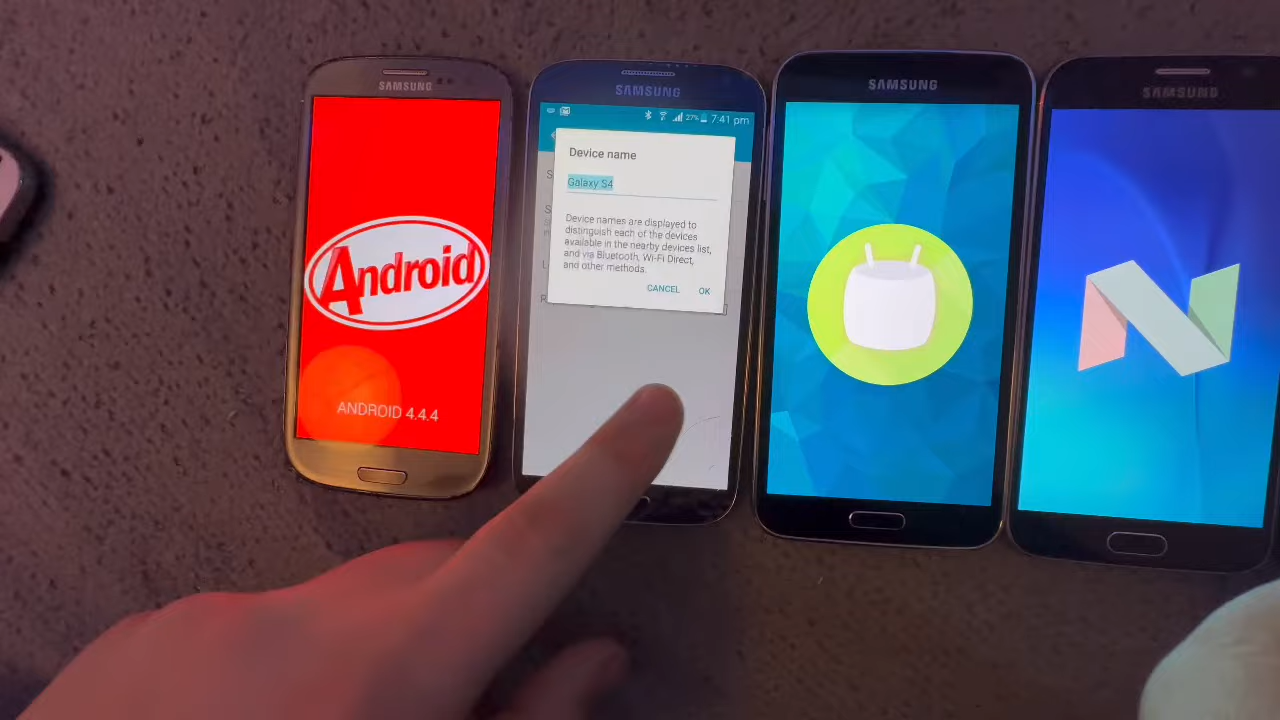 SAMSUNG
Android
ANDROID 4.4.4
SAMSUNG
27% 7:41 pm
Device name
Galaxy S4
Device names are displayed to
distinguish each of the devices
available in the nearby devices list,
and via Bluetooth, Wi-Fi Direct,
and other methods.
CANCEL OK
SAMSUNG
SAMSUNG
N